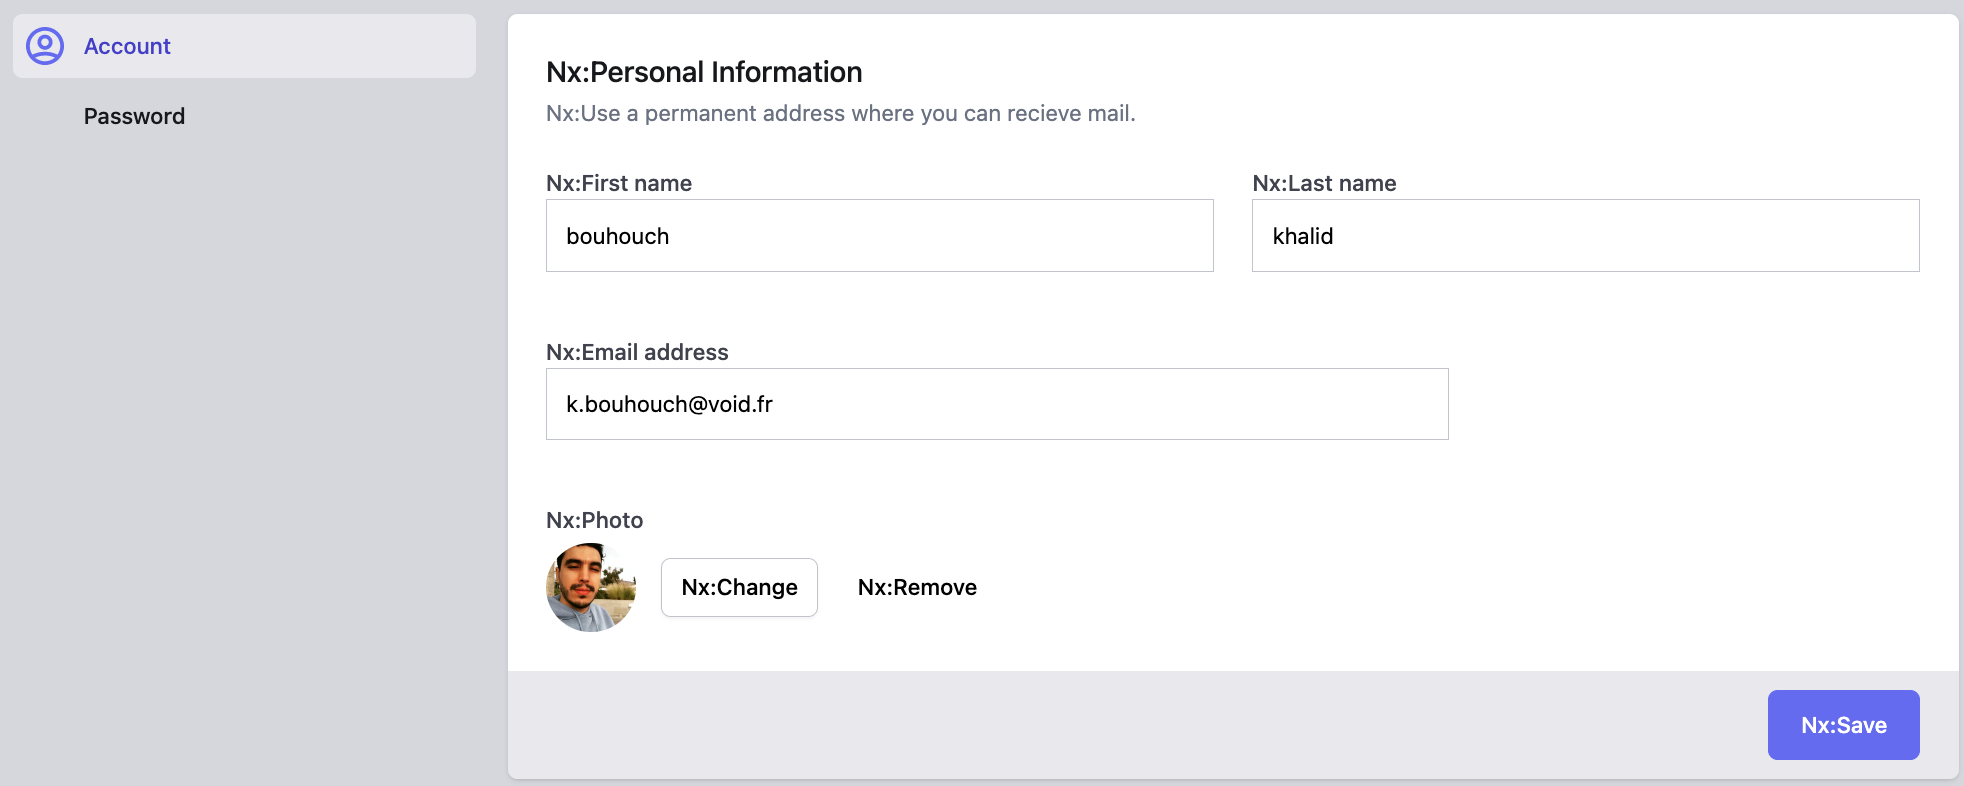 Account
Password
Nx:Personal Information
Nx:Use a permanent address where you can recieve mail.
Nx:First name
Nx:Last name
bouhouch
khalid
Nx:Email address
k.bouhouch@void.fr
Nx:Photo
Nx:Change
Nx:Remove
Nx:Save